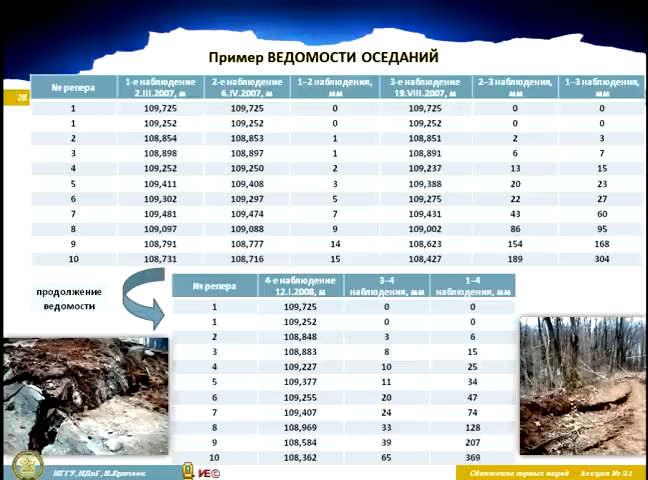 Пример ВЕДОМОСТИ ОСЕДАНИЙ
28
№ репера 1-е наблюдение 2.III.2007, м 2-е наблюдение 6.IV.2007, м 1–2 наблюдения, мм 3-е наблюдение 19.VIII.2007, м 2–3 наблюдения, мм 1–3 наблюдения, мм
1 109,725 109,725 0 109,725 0 0
1 109,252 109,252 0 109,252 0 0
2 108,854 108,853 1 108,851 2 3
3 108,898 108,897 1 108,891 6 7
4 109,252 109,250 2 109,237 13 15
5 109,411 109,408 3 109,388 20 23
6 109,302 109,297 5 109,275 22 27
7 109,481 109,474 7 109,431 43 60
8 109,097 109,088 9 109,002 86 95
9 108,791 108,777 14 108,623 154 168
10 108,731 108,716 15 108,427 189 304
продолжение
ведомости
№ репера 4-е наблюдение 12.I.2008, м 3–4 наблюдения, мм 1–4 наблюдения, мм
1 109,725 0 0
1 109,252 0 0
2 108,848 3 6
3 108,883 8 15
4 109,227 10 25
5 109,377 11 34
6 109,255 20 47
7 109,407 24 74
8 108,969 33 128
9 108,584 39 207
10 108,362 65 369
ИЕ©
Сдвижение горных пород Лекция № 21